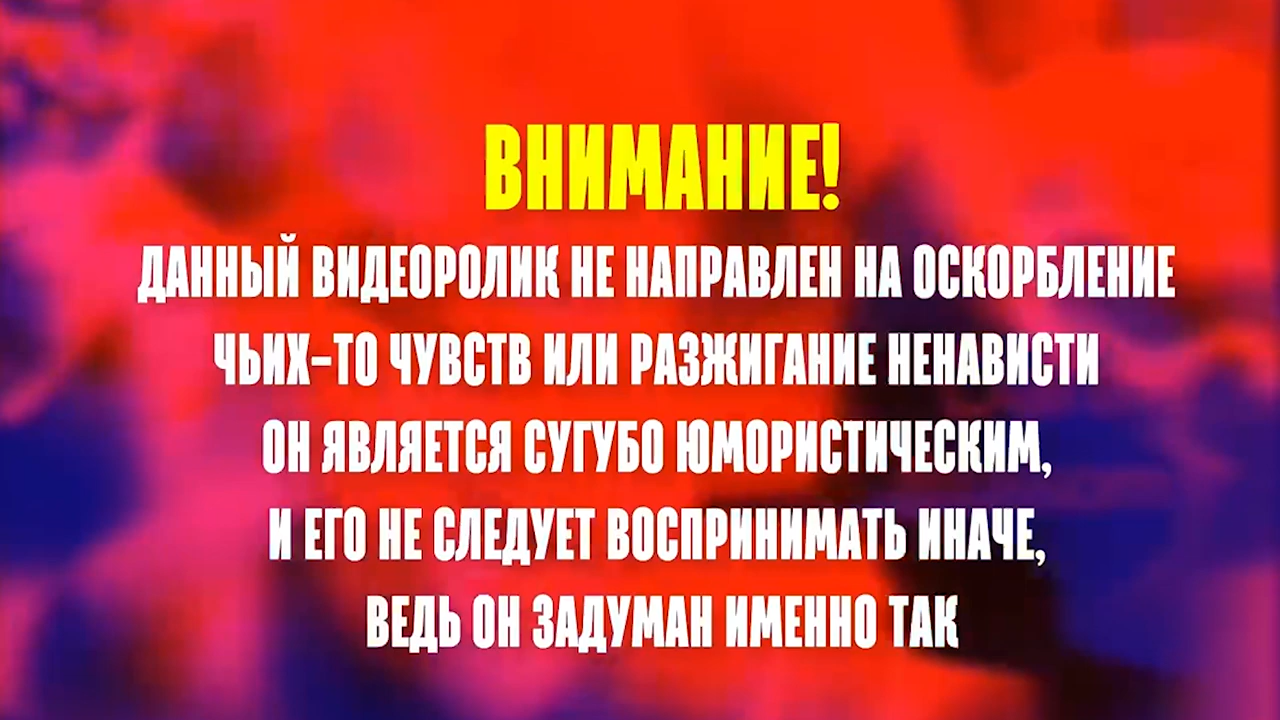 ВНИМАНИЕ!
ДАННЫЙ ВИДЕОРОЛИК НЕ НАПРАВЛЕН НА ОСКОРБЛЕНИЕ
ЧЬИХ-ТО ЧУВСТВ ИЛИ РАЗЖИГАНИЕ НЕНАВИСТИ
ОН ЯВЛЯЕТСЯ СУГУБО ЮМОРИСТИЧЕСКИМ,
И ЕГО НЕ СЛЕДУЕТ ВОСПРИНИМАТЬ ИНАЧЕ,
ВЕДЬ ОН ЗАДУМАН ИМЕННО ТАК